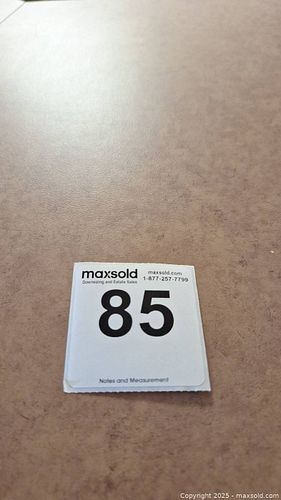 maxsold
Downsizing and Estate Sales
maxsold.com
1-877-257-7799
85
Notes and Measurement
Copyright © 2025 - maxsold.com